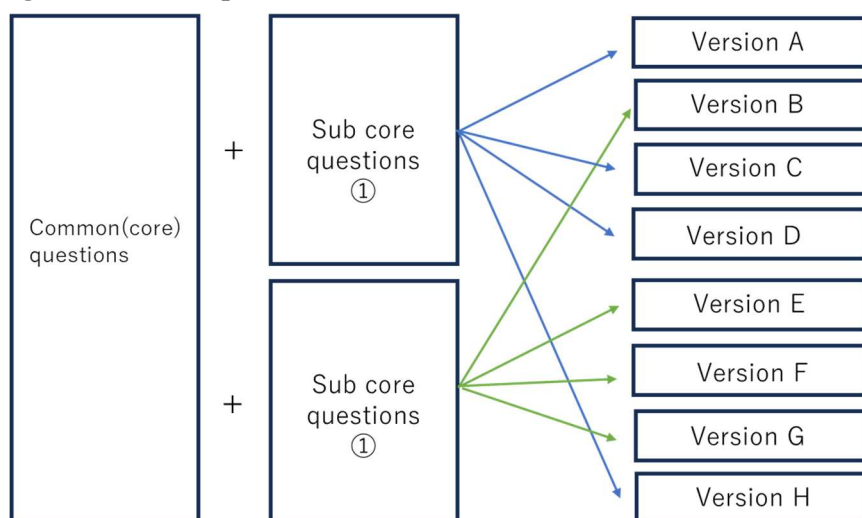 Common(core)
questions
+
Sub core
questions
①
+
Sub core
questions
①
Version A
Version B
Version C
Version D
Version E
Version F
Version G
Version H